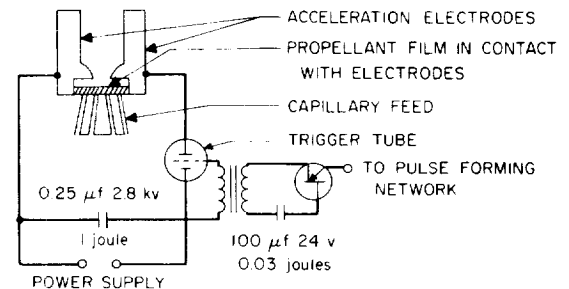 ACCELERATION ELECTRODES
PROPELLANT FILM IN CONTACT
WITH ELECTRODES
CAPILLARY FEED
TRIGGER TUBE
TO PULSE FORMING
NETWORK
0.25 μf 2.8 kv
1 joule
100 μf 24 v
0.03 joules
POWER SUPPLY